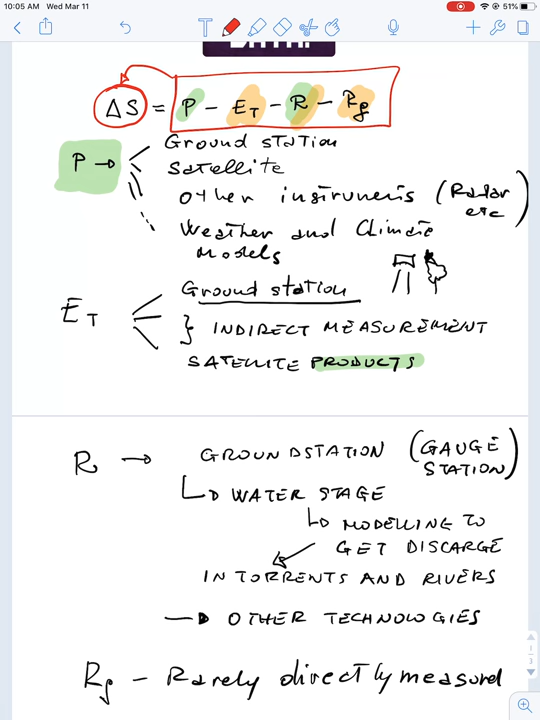 10:05 AM Wed Mar 11
51%
ΔS = P - ET - R - Rg
P → Ground station
Satellite
Other instruments (Radar etc)
Weather and Climate
models
ET Ground station
} INDIRECT MEASUREMENT
SATELLITE PRODUCTS
R → GROUNDSTATION (GAUGE STATION)
WATER STAGE
MODELLING TO
GET DISCARGE
IN TORRENTS AND RIVERS
→ OTHER TECHNOLOGIES
Rg - Rarely directly measured